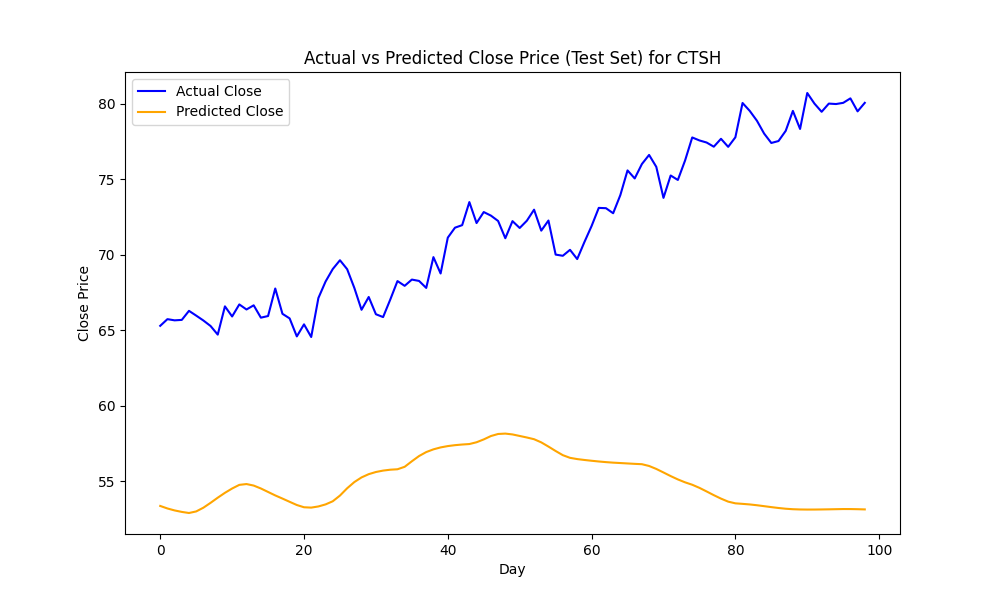 Actual vs Predicted Close Price (Test Set) for CTSH
Actual Close
Predicted Close
Close Price
80
75
70
65
60
55
0 20 40 60 80 100
Day